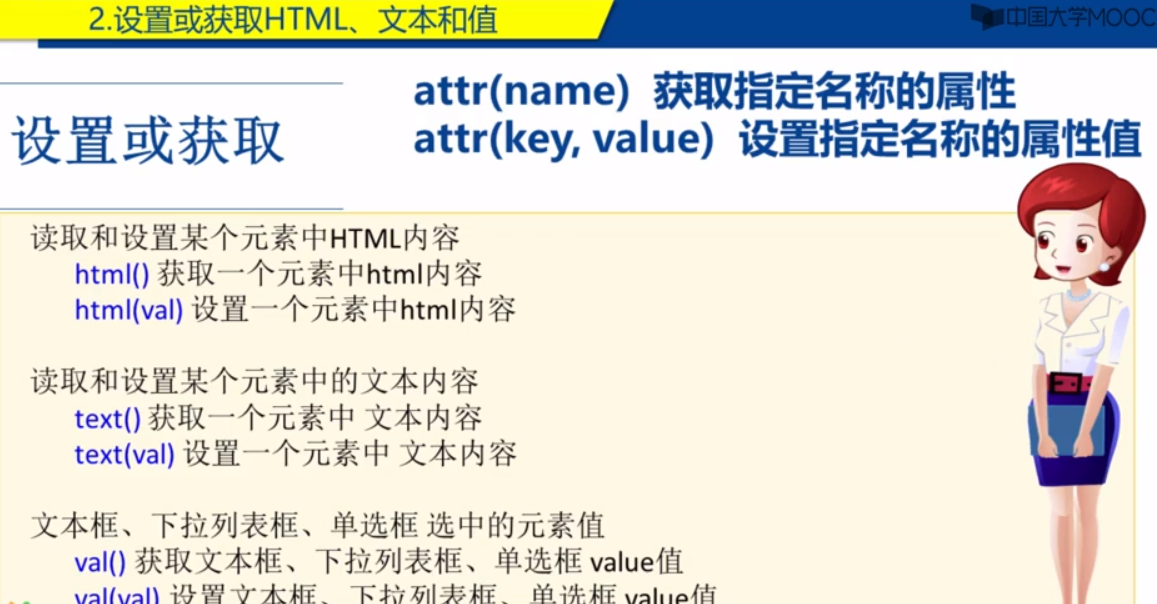 2.设置或获取HTML、文本和值
中国大学MOOC
设置或获取
attr(name) 获取指定名称的属性
attr(key, value) 设置指定名称的属性值
读取和设置某个元素中HTML内容
html() 获取一个元素中html内容
html(val) 设置一个元素中html内容
读取和设置某个元素中的文本内容
text() 获取一个元素中 文本内容
text(val) 设置一个元素中 文本内容
文本框、下拉列表框、单选框 选中的元素值
val() 获取文本框、下拉列表框、单选框 value值
val(val) 设置文本框、下拉列表框、单选框 value值